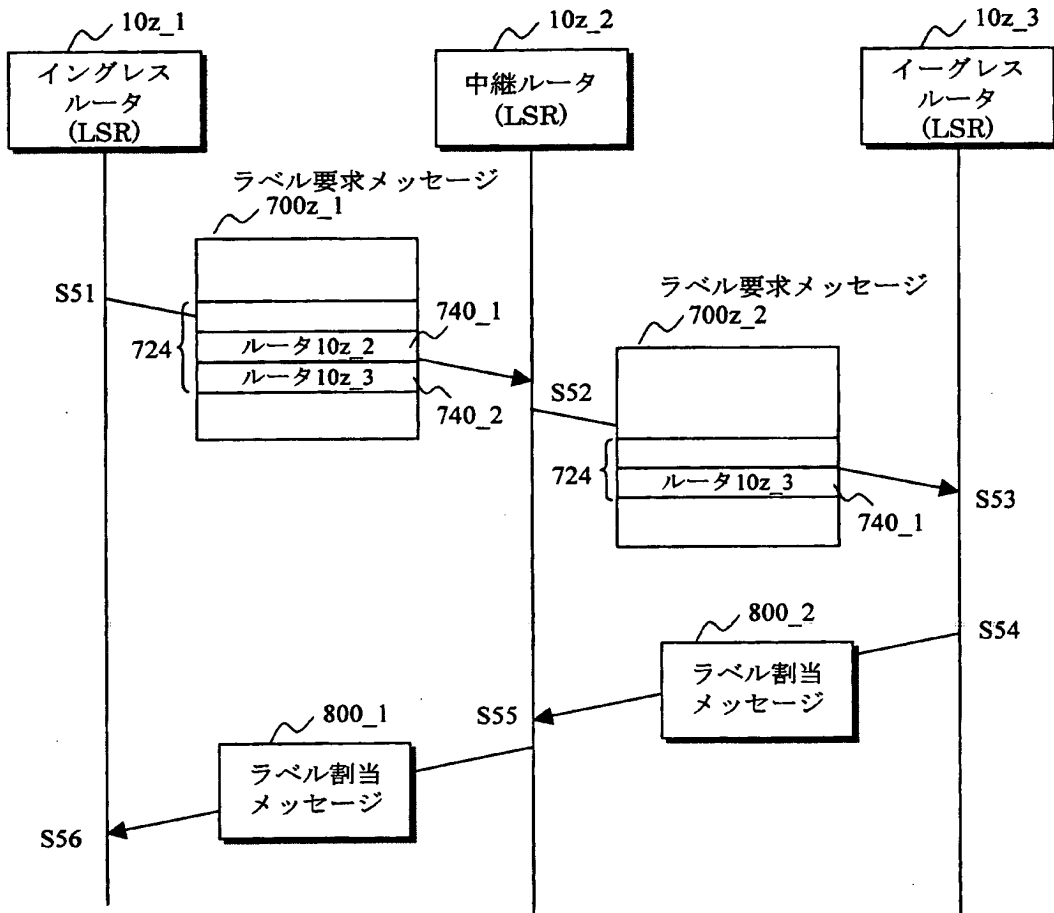 10z_1
10z_2
10z_3
イングレス
ルータ
(LSR)
中継ルータ
(LSR)
イーグレス
ルータ
(LSR)
ラベル要求メッセージ
700z_1
S51
724
740_1
ルータ10z_2
ルータ10z_3
740_2
ラベル要求メッセージ
700z_2
S52
724
ルータ10z_3
740_1
S53
S54
800_2
ラベル割当
メッセージ
S55
800_1
ラベル割当
メッセージ
S56